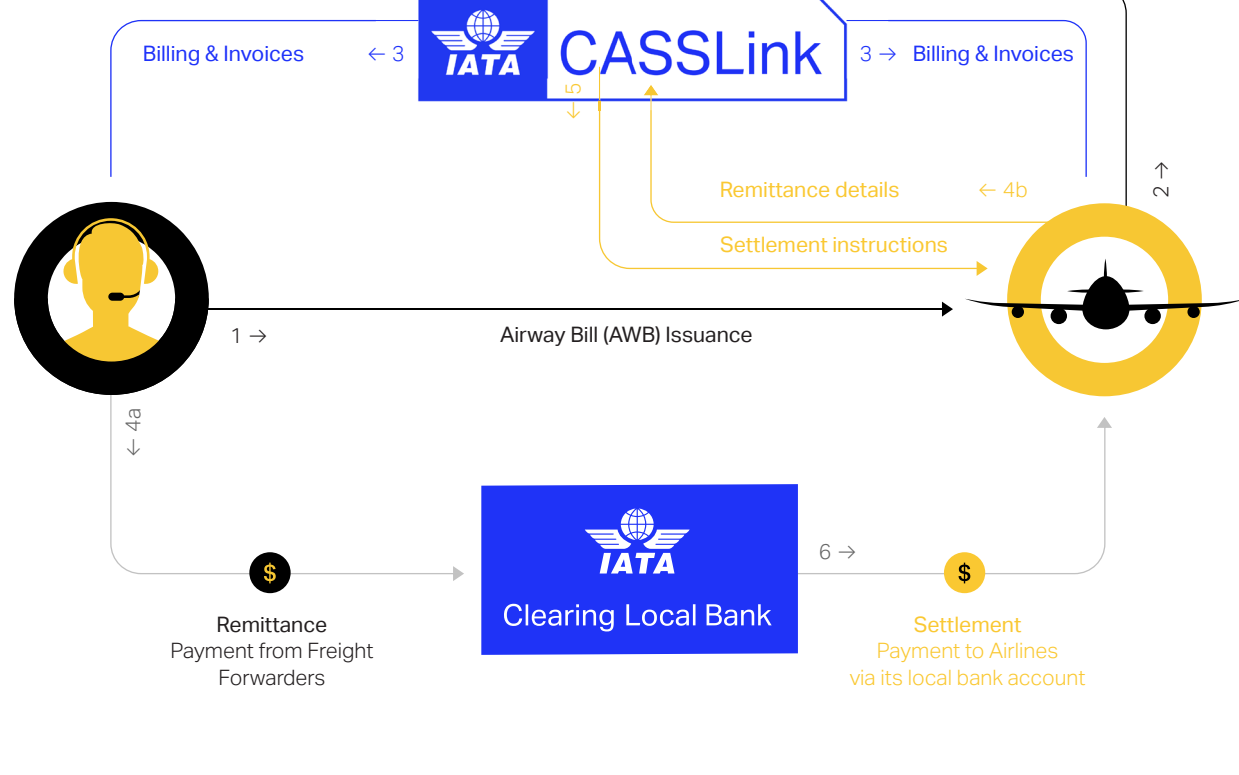 IATA
CASSLink
Billing & Invoices
← 3
3 →
Billing & Invoices
← 5
2 →
Remittance details
← 4b
Settlement instructions
1 →
Airway Bill (AWB) Issuance
← 4a
IATA
Clearing Local Bank
6 →
$
$
Remittance
Payment from Freight
Forwarders
Settlement
Payment to Airlines
via its local bank account